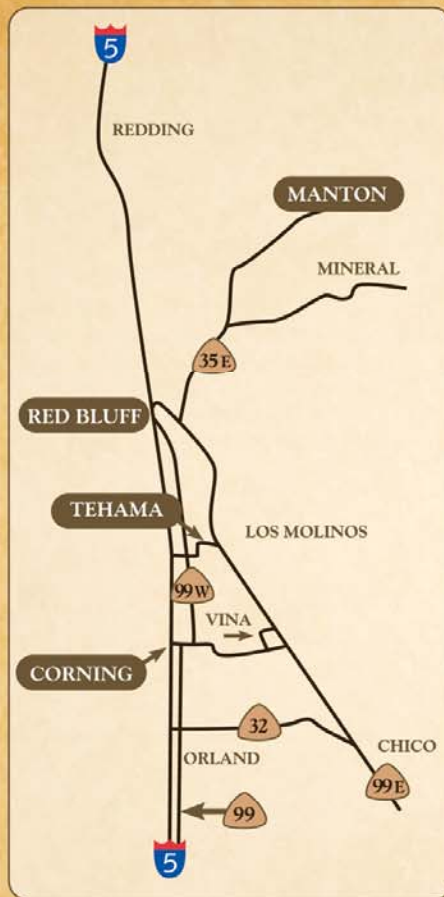 5
REDDING
MANTON
MINERAL
35E
RED BLUFF
TEHAMA
LOS MOLINOS
99W
VINA
CORNING
32
CHICO
ORLAND
99E
99
5